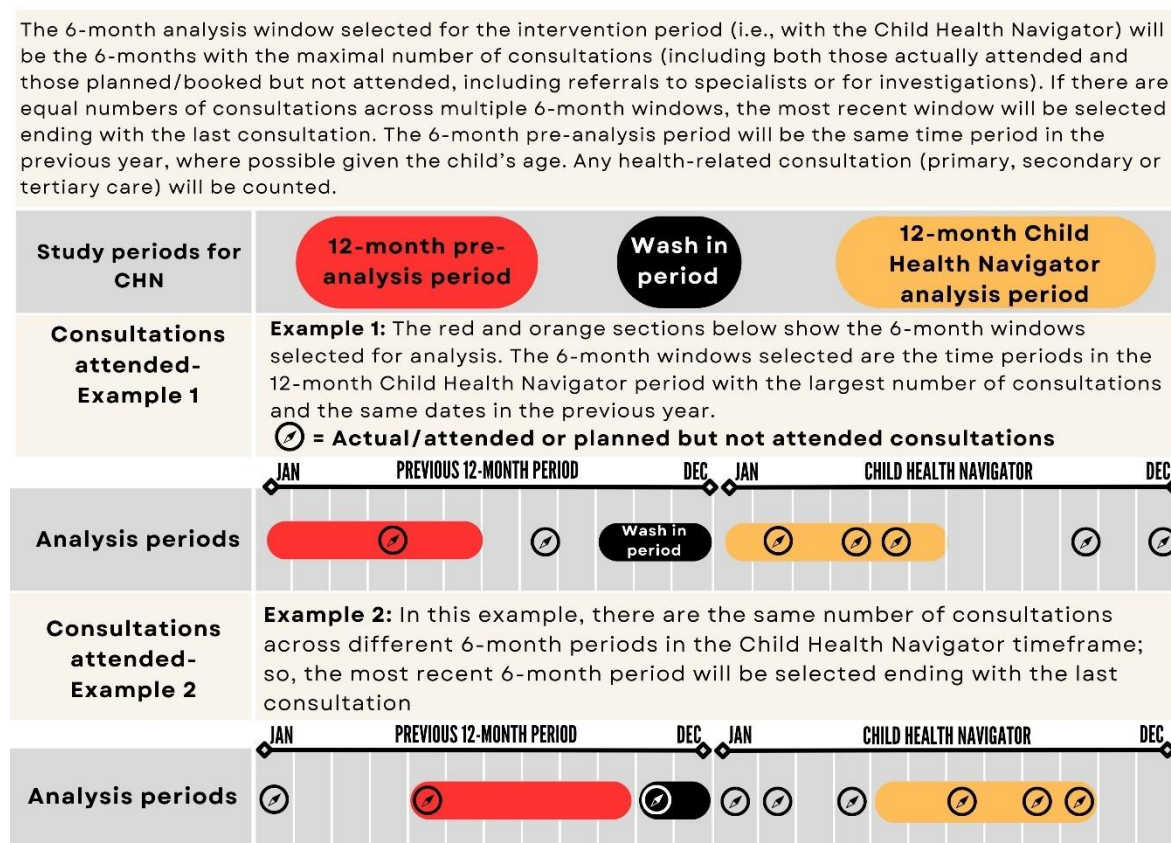 The 6-month analysis window selected for the intervention period (i.e., with the Child Health Navigator) will
be the 6-months with the maximal number of consultations (including both those actually attended and
those planned/booked but not attended, including referrals to specialists or for investigations). If there are
equal numbers of consultations across multiple 6-month windows, the most recent window will be selected
ending with the last consultation. The 6-month pre-analysis period will be the same time period in the
previous year, where possible given the child's age. Any health-related consultation (primary, secondary or
tertiary care) will be counted.
Study periods for
CHN
12-month pre-
analysis period
Wash in
period
12-month Child
Health Navigator
analysis period
Consultations
attended-
Example 1
Example 1: The red and orange sections below show the 6-month windows
selected for analysis. The 6-month windows selected are the time periods in the
12-month Child Health Navigator period with the largest number of consultations
and the same dates in the previous year.
= Actual/attended or planned but not attended consultations
JAN PREVIOUS 12-MONTH PERIOD DEC JAN CHILD HEALTH NAVIGATOR DEC
Analysis periods
Wash in
period
Consultations
attended-
Example 2
Example 2: In this example, there are the same number of consultations
across different 6-month periods in the Child Health Navigator timeframe;
so, the most recent 6-month period will be selected ending with the last
consultation
JAN PREVIOUS 12-MONTH PERIOD DEC JAN CHILD HEALTH NAVIGATOR DEC
Analysis periods